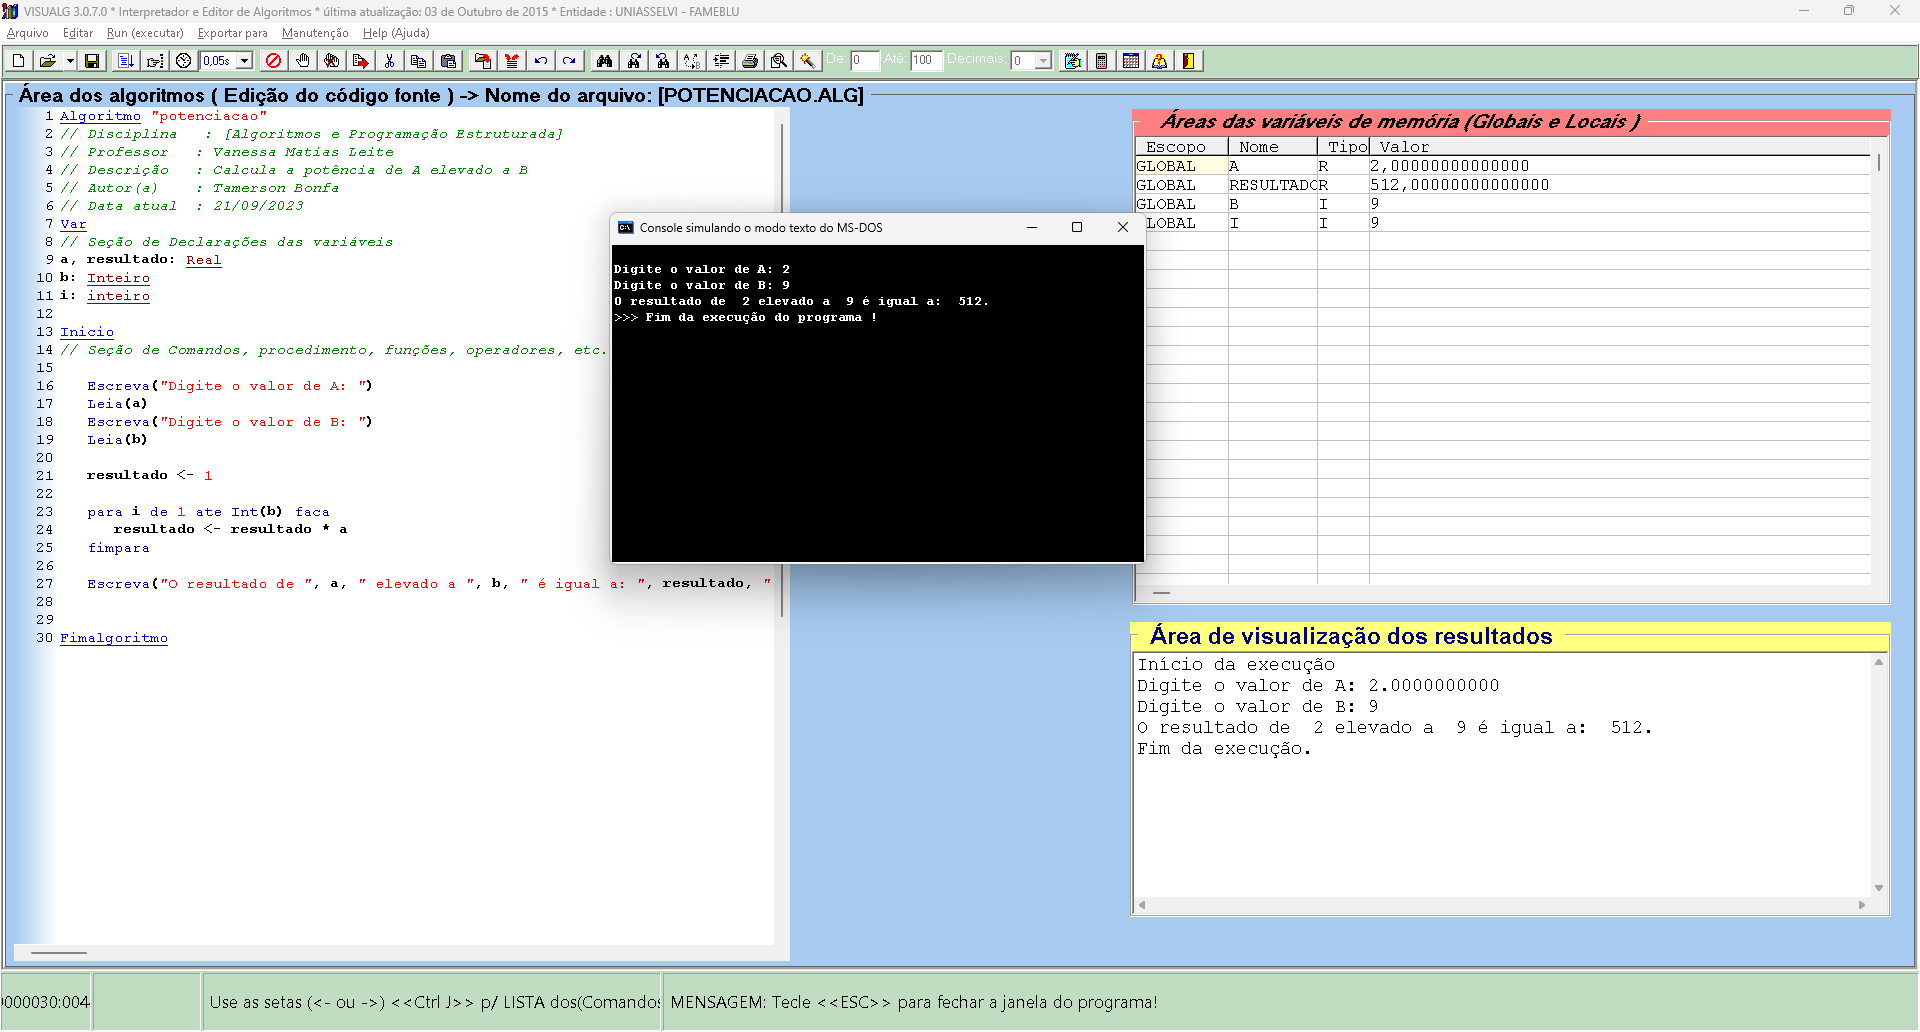 VISUALG 3.0.7.0 * Interpretador e Editor de Algoritmos * última atualização: 03 de Outubro de 2015 * Entidade : UNIASSELVI - FAMEBLU
Arquivo Editar Run (executar) Exportar para Manutenção Help (Ajuda)
0,05s De: 0 Até: 100 Decimais: 0
Área dos algoritmos ( Edição do código fonte ) -> Nome do arquivo: [POTENCIACAO.ALG]
1 Algoritmo "potenciacao"
2 // Disciplina : [Algoritmos e Programação Estruturada]
3 // Professor : Vanessa Matias Leite
4 // Descrição : Calcula a potência de A elevado a B
5 // Autor(a) : Tamerson Bonfa
6 // Data atual : 21/09/2023
7 Var
8 // Seção de Declarações das variáveis
9 a, resultado: Real
10 b: Inteiro
11 i: inteiro
12
13 Inicio
14 // Seção de Comandos, procedimento, funções, operadores, etc.
15
16 Escreva("Digite o valor de A: ")
17 Leia(a)
18 Escreva("Digite o valor de B: ")
19 Leia(b)
20
21 resultado <- 1
22
23 para i de 1 ate Int(b) faca
24 resultado <- resultado * a
25 fimpara
26
27 Escreva("O resultado de ", a, " elevado a ", b, " é igual a: ", resultado, "
28
29
30 Fimalgoritmo
Console simulando o modo texto do MS-DOS
Digite o valor de A: 2
Digite o valor de B: 9
O resultado de  2 elevado a  9 é igual a:  512.
>>> Fim da execução do programa !
Áreas das variáveis de memória (Globais e Locais )
Escopo Nome Tipo Valor
GLOBAL A R 2,00000000000000
GLOBAL RESULTADO R 512,00000000000000
GLOBAL B I 9
LOBAL I I 9
Área de visualização dos resultados
Início da execução
Digite o valor de A: 2.0000000000
Digite o valor de B: 9
O resultado de  2 elevado a  9 é igual a:  512.
Fim da execução.
000030:004
Use as setas (<- ou ->) <<Ctrl J>> p/ LISTA dos(Comandos
MENSAGEM: Tecle <<ESC>> para fechar a janela do programa!